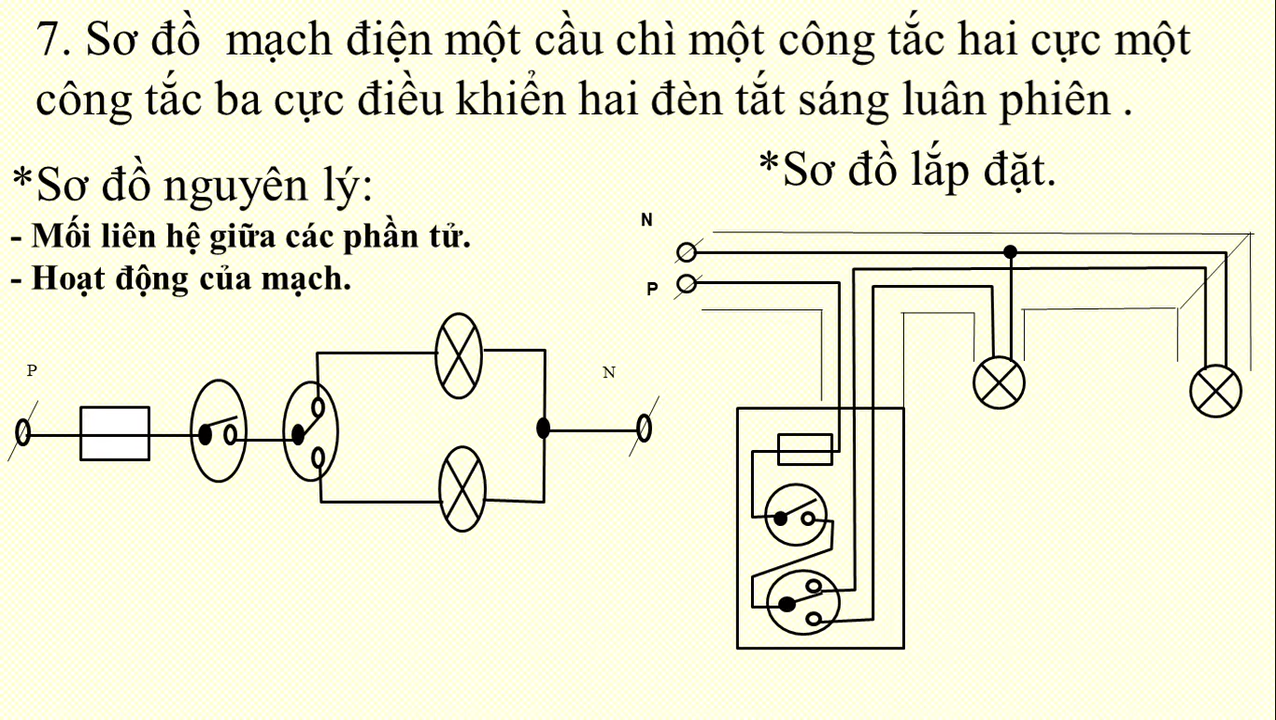 7. Sơ đồ mạch điện một cầu chì một công tắc hai cực một
công tắc ba cực điều khiển hai đèn tắt sáng luân phiên .
*Sơ đồ nguyên lý:
- Mối liên hệ giữa các phần tử.
- Hoạt động của mạch.
P
N
*Sơ đồ lắp đặt.
N
P